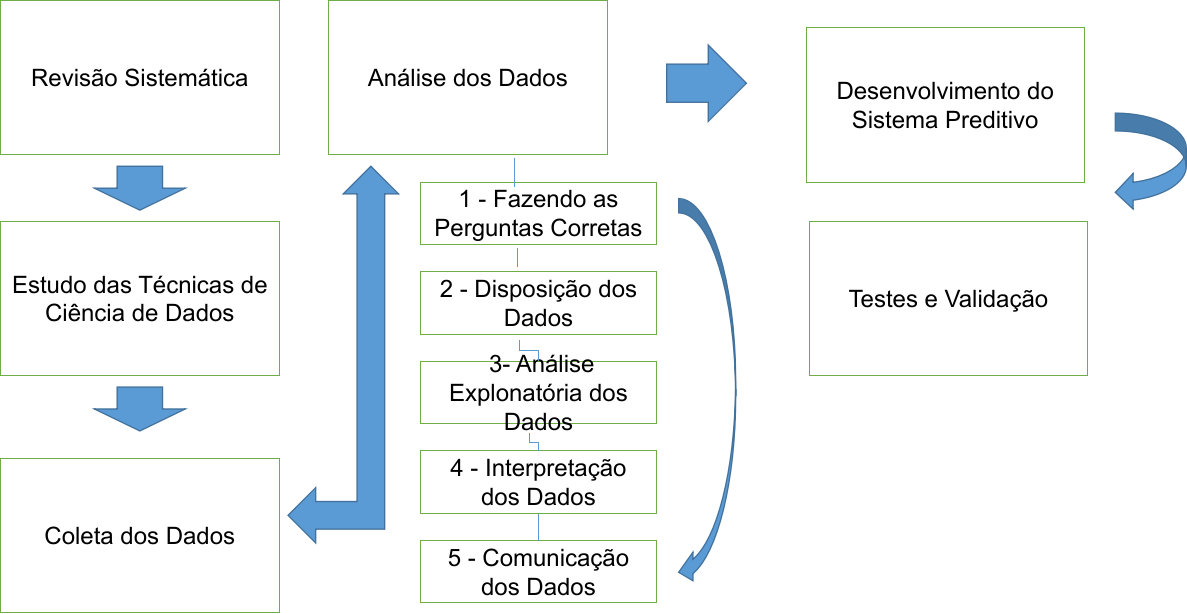 Revisão Sistemática
Estudo das Técnicas de
Ciência de Dados
Coleta dos Dados
Análise dos Dados
1 - Fazendo as
Perguntas Corretas
2 - Disposição dos
Dados
3- Análise
Explonatória dos
Dados
4 - Interpretação
dos Dados
5 - Comunicação
dos Dados
Desenvolvimento do
Sistema Preditivo
Testes e Validação